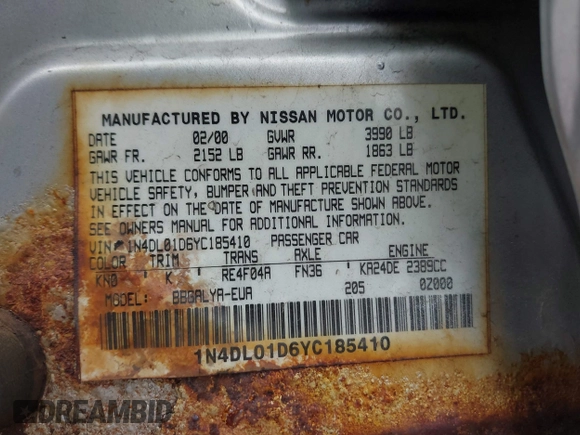 MANUFACTURED BY NISSAN MOTOR CO., LTD.
DATE 02/00 GVWR 3990 LB
GAWR FR. 2152 LB GAWR RR. 1863 LB
THIS VEHICLE CONFORMS TO ALL APPLICABLE FEDERAL MOTOR
VEHICLE SAFETY, BUMPER AND THEFT PREVENTION STANDARDS
IN EFFECT ON THE DATE OF MANUFACTURE SHOWN ABOVE.
SEE OWNERS MANUAL FOR ADDITIONAL INFORMATION.
VIN# 1N4DL01D6YC185410 PASSENGER CAR
COLOR TRIM TRANS AXLE ENGINE
KN0 K RE4F04A FN36 KA24DE 2389CC
MODEL: 205 0Z000
1N4DL01D6YC185410
DREAMBID